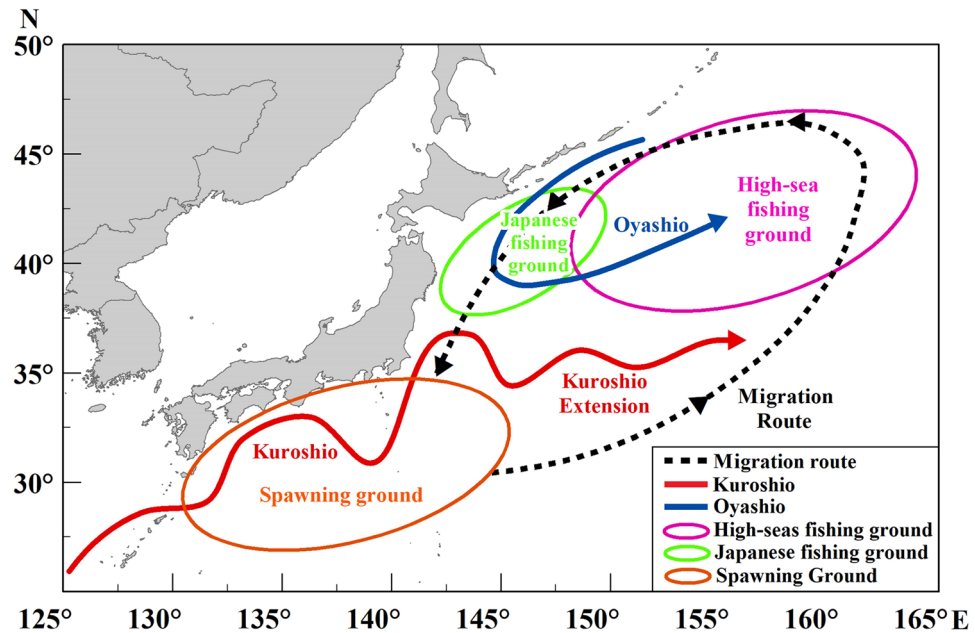 N
50°
45°
40°
35°
30°
High-sea
fishing
ground
Japanese
fishing
ground
Oyashio
Kuroshio
Extension
Migration
Route
Kuroshio
Spawning ground
Migration route
Kuroshio
Oyashio
High-seas fishing ground
Japanese fishing ground
Spawning Ground
125° 130° 135° 140° 145° 150° 155° 160° 165° E